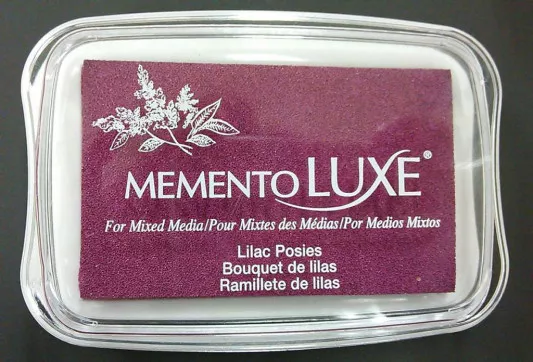 MEMENTO LUXE®
For Mixed Media/Pour Mixtes des Médias/Por Medios Mixtos
Lilac Posies
Bouquet de lilas
Ramillete de lilas